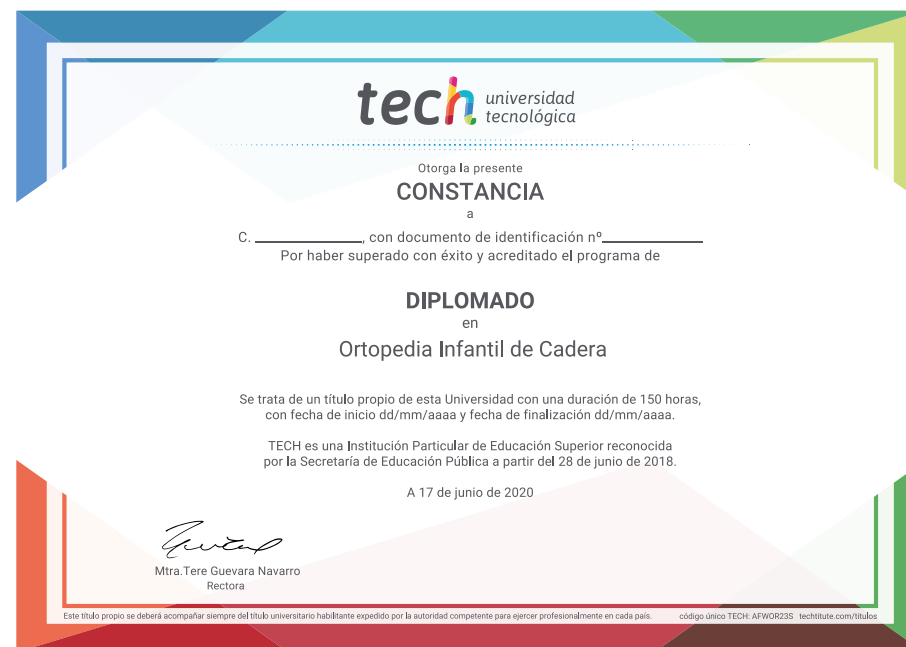 tech universidad
tecnológica
Otorga la presente
CONSTANCIA
a
C. ____________, con documento de identificación nº____________
Por haber superado con éxito y acreditado el programa de
DIPLOMADO
en
Ortopedia Infantil de Cadera
Se trata de un título propio de esta Universidad con una duración de 150 horas,
con fecha de inicio dd/mm/aaaa y fecha de finalización dd/mm/aaaa.
TECH es una Institución Particular de Educación Superior reconocida
por la Secretaría de Educación Pública a partir del 28 de junio de 2018.
A 17 de junio de 2020
Mtra.Tere Guevara Navarro
Rectora
Este título propio se deberá acompañar siempre del título universitario habilitante expedido por la autoridad competente para ejercer profesionalmente en cada país. código único TECH: AFWOR23S techtitute.com/titulos